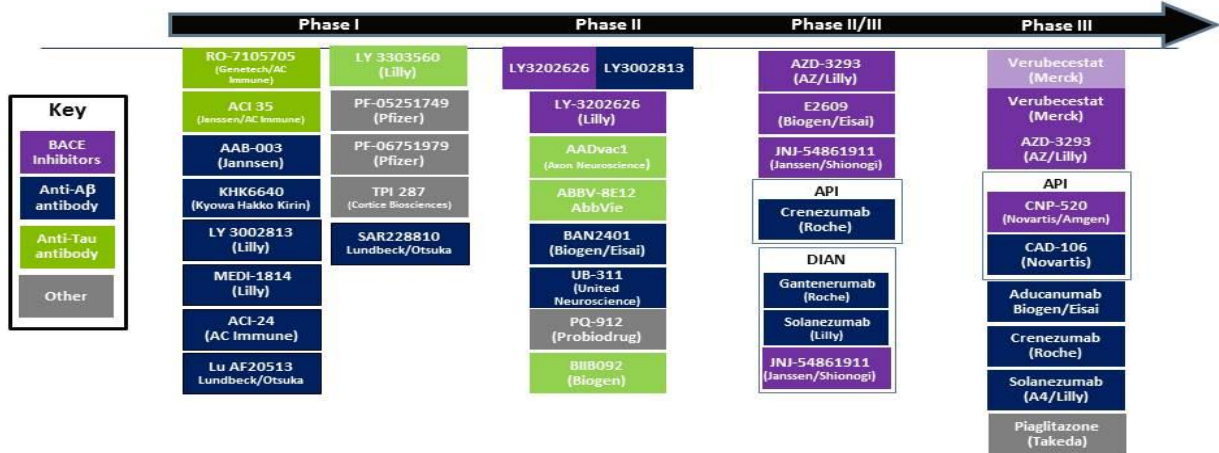 Phase I
Phase II
Phase II/III
Phase III
Key
BACE
Inhibitors
Anti-Aβ
antibody
Anti-Tau
antibody
Other
RO-7105705
(Genetech/AC
Immune)
ACI 35
(Janssen/AC Immune)
AAB-003
(Jannsen)
KHK6640
(Kyowa Hakko Kirin)
LY 3002813
(Lilly)
MEDI-1814
(Lilly)
ACI-24
(AC Immune)
Lu AF20513
Lundbeck/Otsuka
LY 3303560
(Lilly)
PF-05251749
(Pfizer)
PF-06751979
(Pfizer)
TPI 287
(Cortice Biosciences)
SAR228810
Lundbeck/Otsuka
LY3202626
LY3002813
LY-3202626
(Lilly)
AADvac1
(Axon Neuroscience)
ABBV-8E12
AbbVie
BAN2401
(Biogen/Eisai)
UB-311
(United
Neuroscience)
PQ-912
(Probiodrug)
BIIB092
(Biogen)
AZD-3293
(AZ/Lilly)
E2609
(Biogen/Eisai)
JNJ-54861911
(Janssen/Shionogi)
API
Crenezumab
(Roche)
DIAN
Gantenerumab
(Roche)
Solanezumab
(Lilly)
JNJ-54861911
(Janssen/Shionogi)
Verubecestat
(Merck)
Verubecestat
(Merck)
AZD-3293
(AZ/Lilly)
API
CNP-520
(Novartis/Amgen)
CAD-106
(Novartis)
Aducanumab
Biogen/Eisai
Crenezumab
(Roche)
Solanezumab
(A4/Lilly)
Piaglitazone
(Takeda)